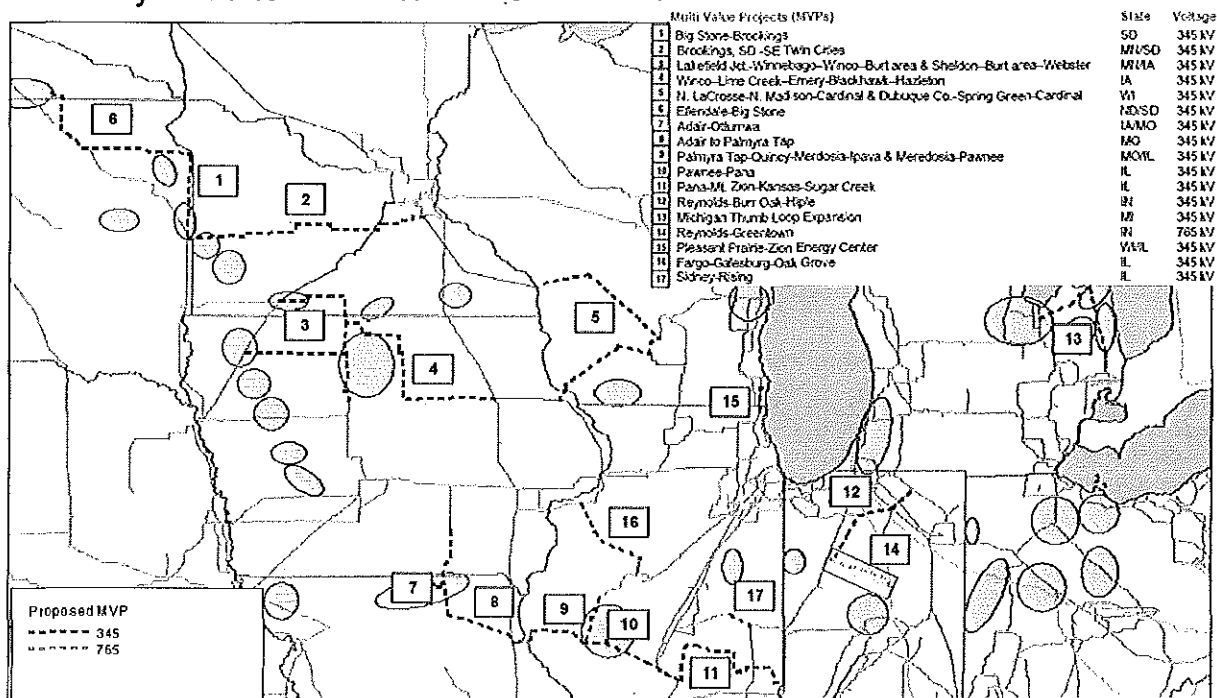 Multi Value Projects (MVPs) State Voltage
1 Big Stone-Brookings SD 345 kV
2 Brookings, SD -SE Twin Cities MN/SD 345 kV
3 Lakefield Jct.-Winnebago-Winco-Burt area & Sheldon-Burt area-Webster MN/IA 345 kV
4 Winco-Lime Creek-Emery-Blackhawk-Hazleton IA 345 kV
5 N. LaCrosse-N. Madison-Cardinal & Dubuque Co.-Spring Green-Cardinal WI 345 kV
6 Ellendale-Big Stone ND/SD 345 kV
7 Adair-Ottumwa IA/MO 345 kV
8 Adair to Palmyra Tap MO 345 kV
9 Palmyra Tap-Quincy-Merdosia-Ipava & Meredosia-Pawnee MO/IL 345 kV
10 Pawnee-Pana IL 345 kV
11 Pana-Mt. Zion-Kansas-Sugar Creek IL 345 kV
12 Reynolds-Burr Oak-Hiple IN 345 kV
13 Michigan Thumb Loop Expansion MI 345 kV
14 Reynolds-Greentown IN 765 kV
15 Pleasant Prairie-Zion Energy Center WI/IL 345 kV
16 Fargo-Galesburg-Oak Grove IL 345 kV
17 Sidney-Rising IL 345 kV
6
1
2
3
4
5
13
15
12
16
14
7
8
9
10
17
11
Proposed MVP
345
765